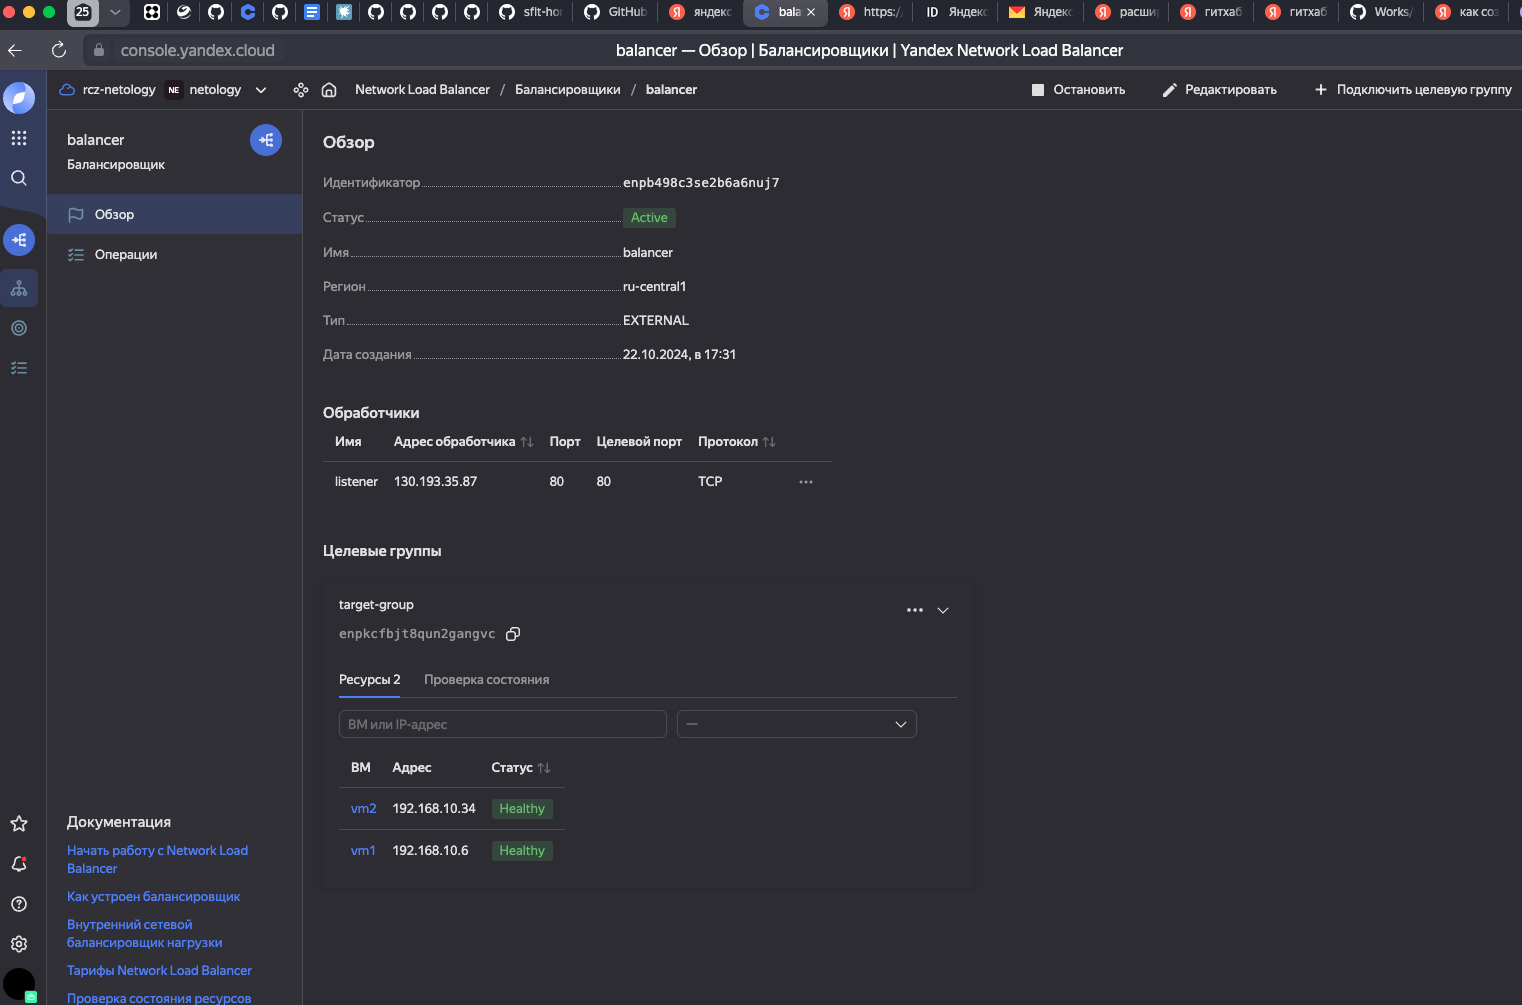 25
sflt-hor
GitHub
яндекс
bala
https:/
ID Яндекс
Яндекс
расши
гитхаб
гитхаб
Works/
как соз
console.yandex.cloud
balancer — Обзор | Балансировщики | Yandex Network Load Balancer
rcz-netology NE netology
Network Load Balancer / Балансировщики / balancer
Остановить
Редактировать
+ Подключить целевую группу
balancer
Балансировщик
Обзор
Операции
Обзор
Идентификатор enpb498c3se2b6a6nuj7
Статус Active
Имя balancer
Регион ru-central1
Тип EXTERNAL
Дата создания 22.10.2024, в 17:31
Обработчики
Имя Адрес обработчика Порт Целевой порт Протокол
listener 130.193.35.87 80 80 TCP
Целевые группы
target-group
enpkcfbjt8qun2gangvc
Ресурсы 2 Проверка состояния
ВМ или IP-адрес —
ВМ Адрес Статус
vm2 192.168.10.34 Healthy
vm1 192.168.10.6 Healthy
Документация
Начать работу с Network Load
Balancer
Как устроен балансировщик
Внутренний сетевой
балансировщик нагрузки
Тарифы Network Load Balancer
Проверка состояния ресурсов